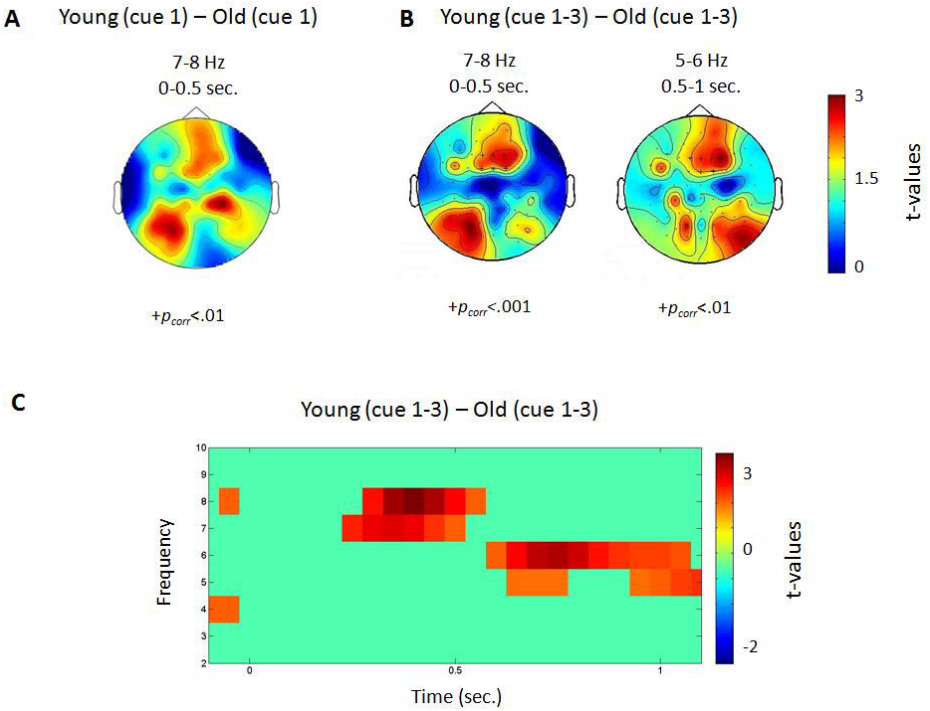 A
Young (cue 1) – Old (cue 1)
7-8 Hz
0-0.5 sec.
+pcorr<.01
B
Young (cue 1-3) – Old (cue 1-3)
7-8 Hz
0-0.5 sec.
+pcorr<.001
5-6 Hz
0.5-1 sec.
+pcorr<.01
3
1.5
0
t-values
C
Young (cue 1-3) – Old (cue 1-3)
Frequency
10
9
8
7
6
5
4
3
2
0
0.5
1
Time (sec.)
3
0
-2
t-values